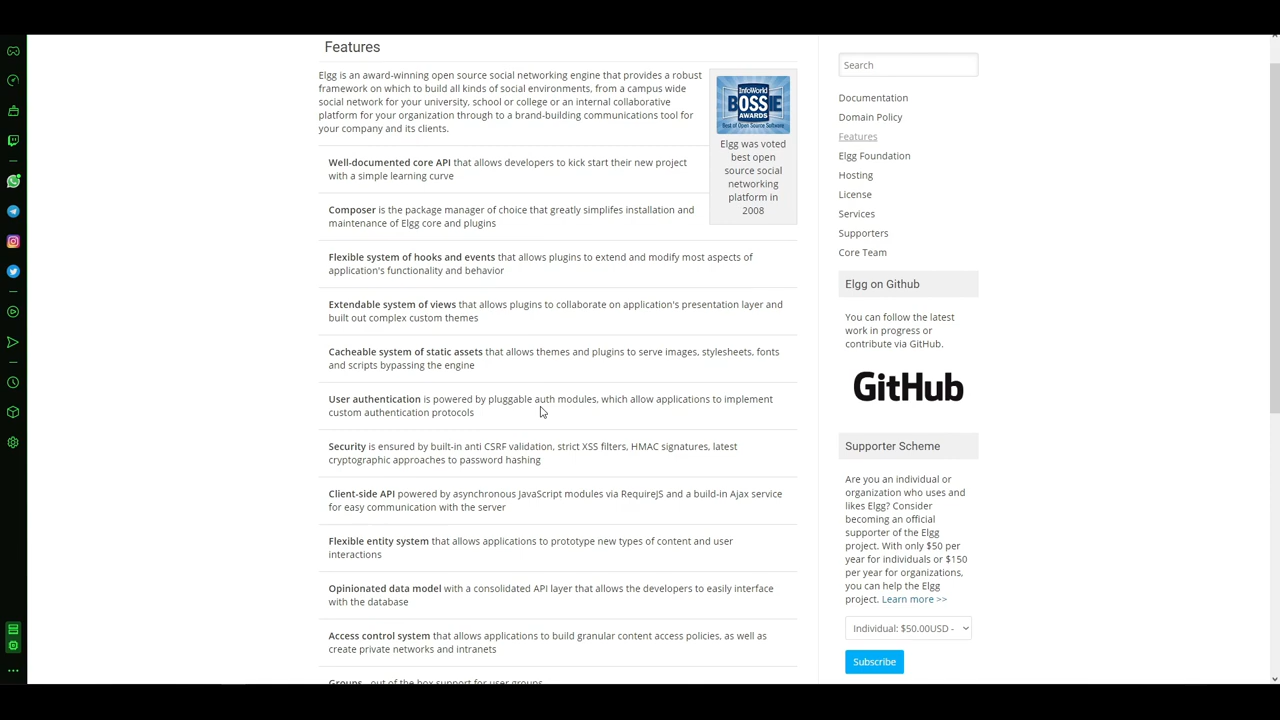 Features
Elgg is an award-winning open source social networking engine that provides a robust
framework on which to build all kinds of social environments, from a campus wide
social network for your university, school or college or an internal collaborative
platform for your organization through to a brand-building communications tool for
your company and its clients.
InfoWorld
BOSSIE
AWARDS
Best of Open Source Software
Elgg was voted
best open
source social
networking
platform in
2008
Well-documented core API that allows developers to kick start their new project
with a simple learning curve
Composer is the package manager of choice that greatly simplifes installation and
maintenance of Elgg core and plugins
Flexible system of hooks and events that allows plugins to extend and modify most aspects of
application's functionality and behavior
Extendable system of views that allows plugins to collaborate on application's presentation layer and
built out complex custom themes
Cacheable system of static assets that allows themes and plugins to serve images, stylesheets, fonts
and scripts bypassing the engine
User authentication is powered by pluggable auth modules, which allow applications to implement
custom authentication protocols
Security is ensured by built-in anti CSRF validation, strict XSS filters, HMAC signatures, latest
cryptographic approaches to password hashing
Client-side API powered by asynchronous JavaScript modules via RequireJS and a build-in Ajax service
for easy communication with the server
Flexible entity system that allows applications to prototype new types of content and user
interactions
Opinionated data model with a consolidated API layer that allows the developers to easily interface
with the database
Access control system that allows applications to build granular content access policies, as well as
create private networks and intranets
Groups - out of the box support for user groups
Search
Documentation
Domain Policy
Features
Elgg Foundation
Hosting
License
Services
Supporters
Core Team
Elgg on Github
You can follow the latest
work in progress or
contribute via GitHub.
GitHub
Supporter Scheme
Are you an individual or
organization who uses and
likes Elgg? Consider
becoming an official
supporter of the Elgg
project. With only $50 per
year for individuals or $150
per year for organizations,
you can help the Elgg
project. Learn more >>
Individual: $50.00USD -
Subscribe